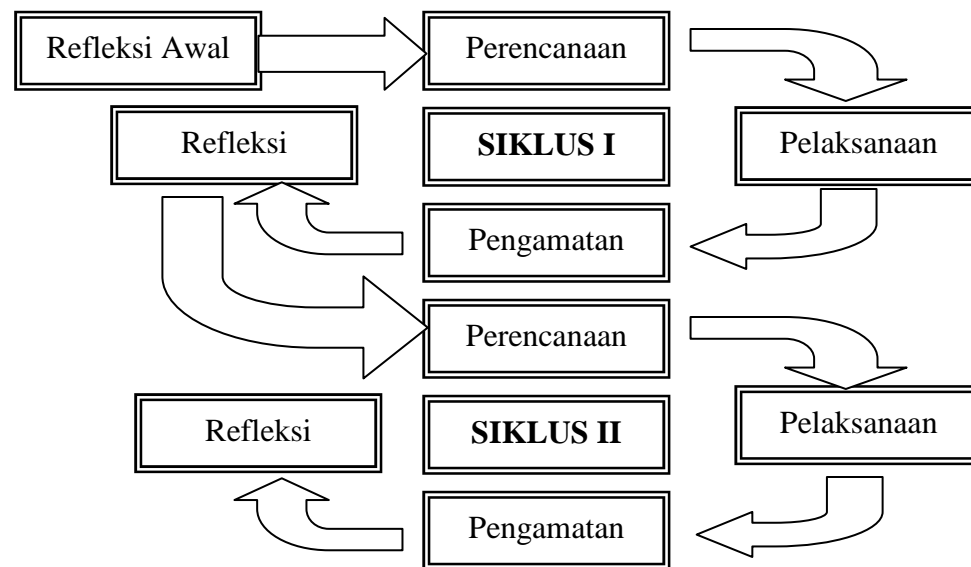 Refleksi Awal
Perencanaan
Refleksi
SIKLUS I
Pelaksanaan
Pengamatan
Perencanaan
Refleksi
SIKLUS II
Pelaksanaan
Pengamatan